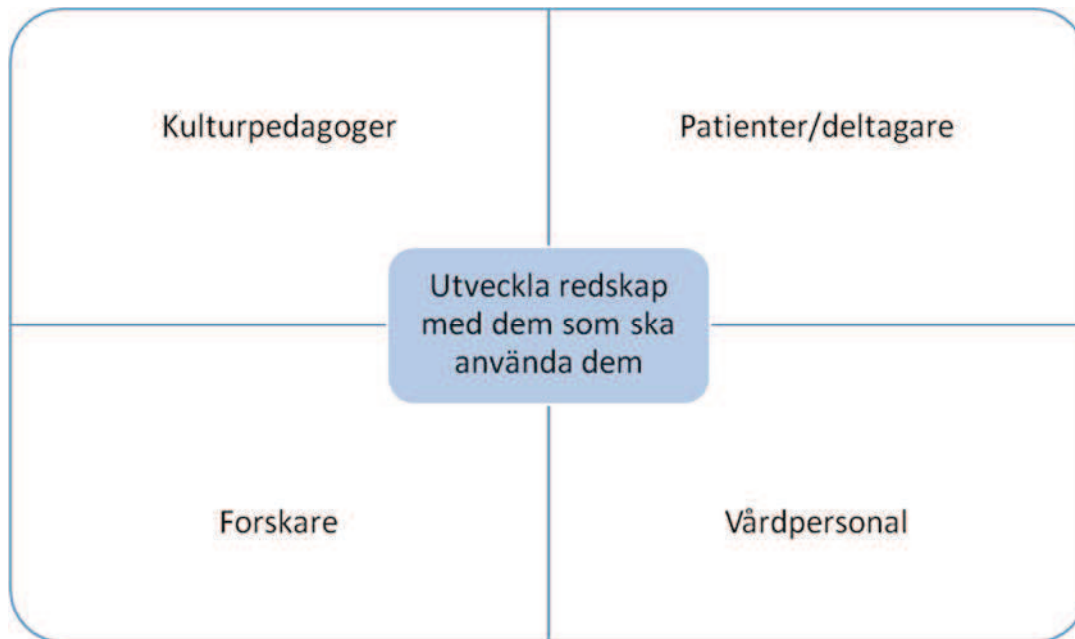 Kulturpedagoger
Patienter/deltagare
Utveckla redskap
med dem som ska
använda dem
Forskare
Vårdpersonal